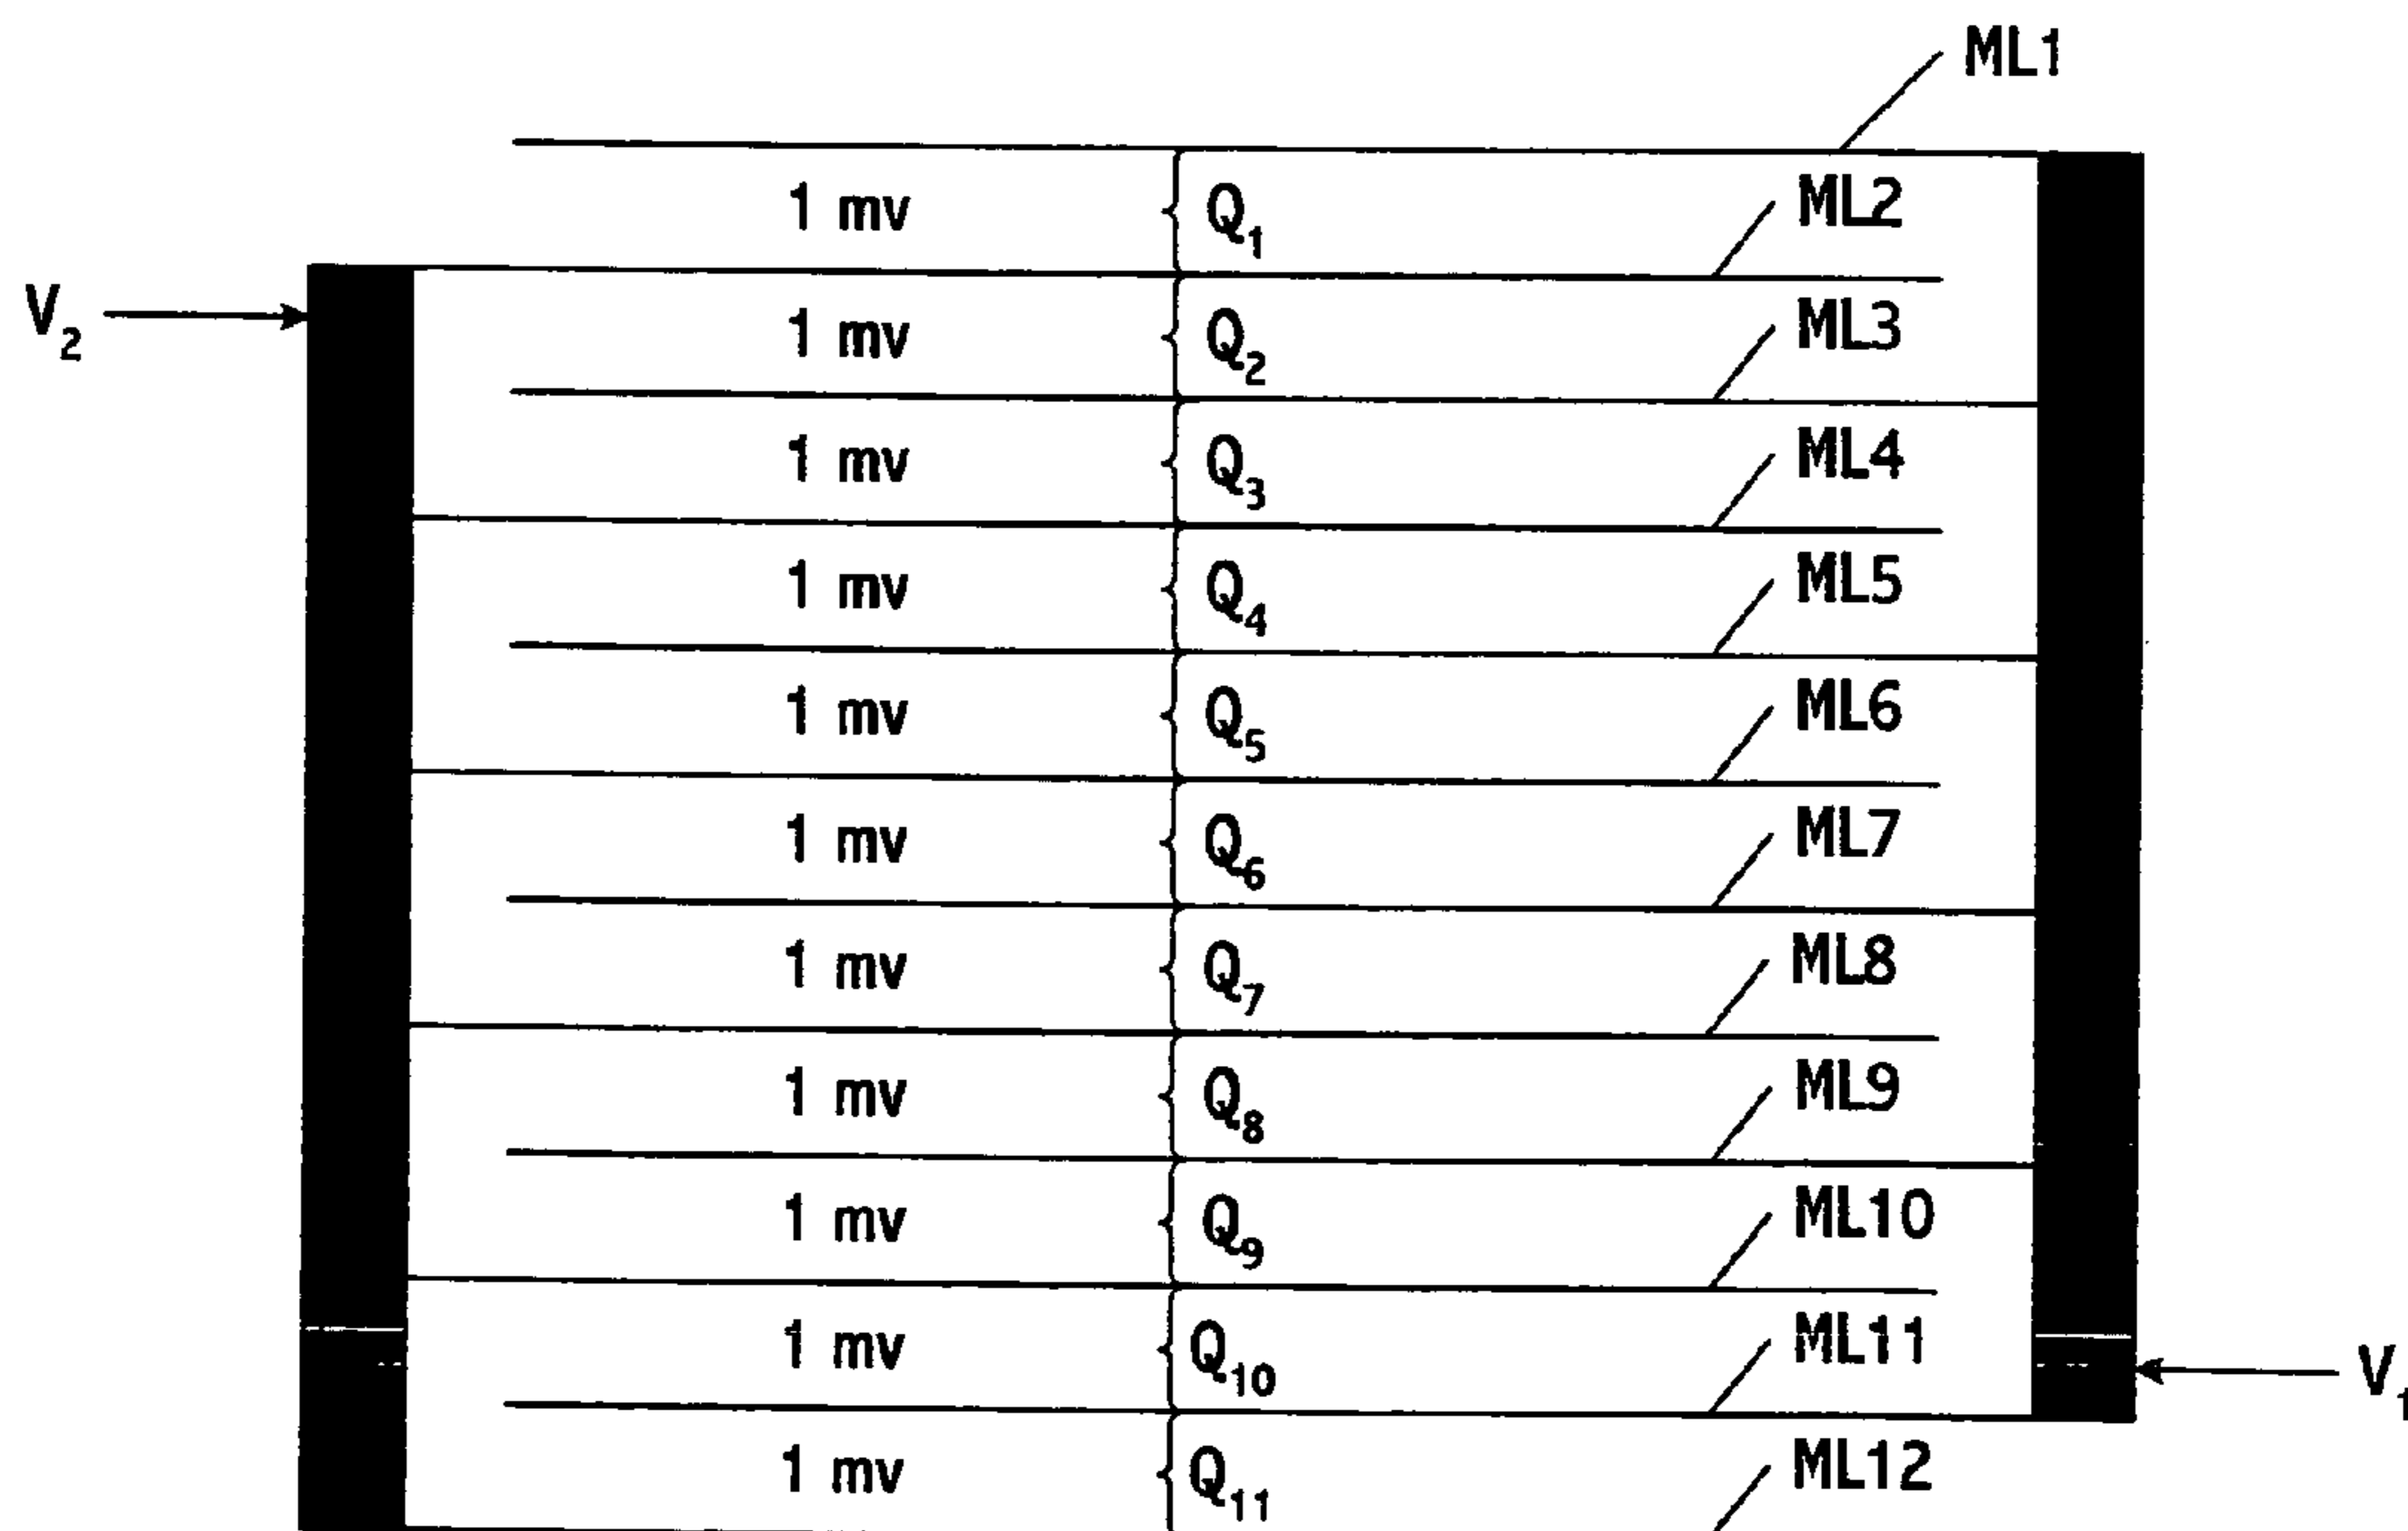 ML1
1 mv Q1 ML2
V2
1 mv Q2 ML3
1 mv Q3 ML4
1 mv Q4 ML5
1 mv Q5 ML6
1 mv Q6 ML7
1 mv Q7 ML8
1 mv Q8 ML9
1 mv Q9 ML10
1 mv Q10 ML11
V1
1 mv Q11 ML12